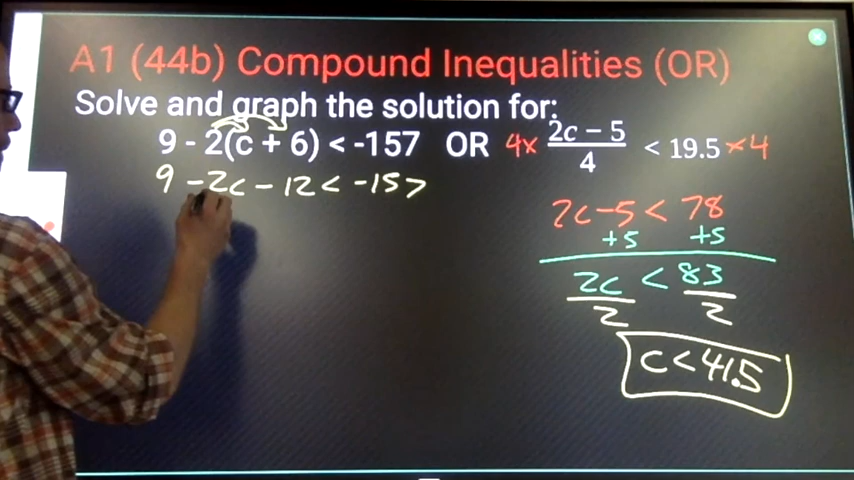 A1 (44b) Compound Inequalities (OR)
Solve and graph the solution for:
9 - 2(c + 6) < -157 OR 4x (2c - 5)/4 < 19.5 x4
9 - 2c - 12 < -157
2c - 5 < 78
+5 +5
2c < 83
2 2
c < 41.5